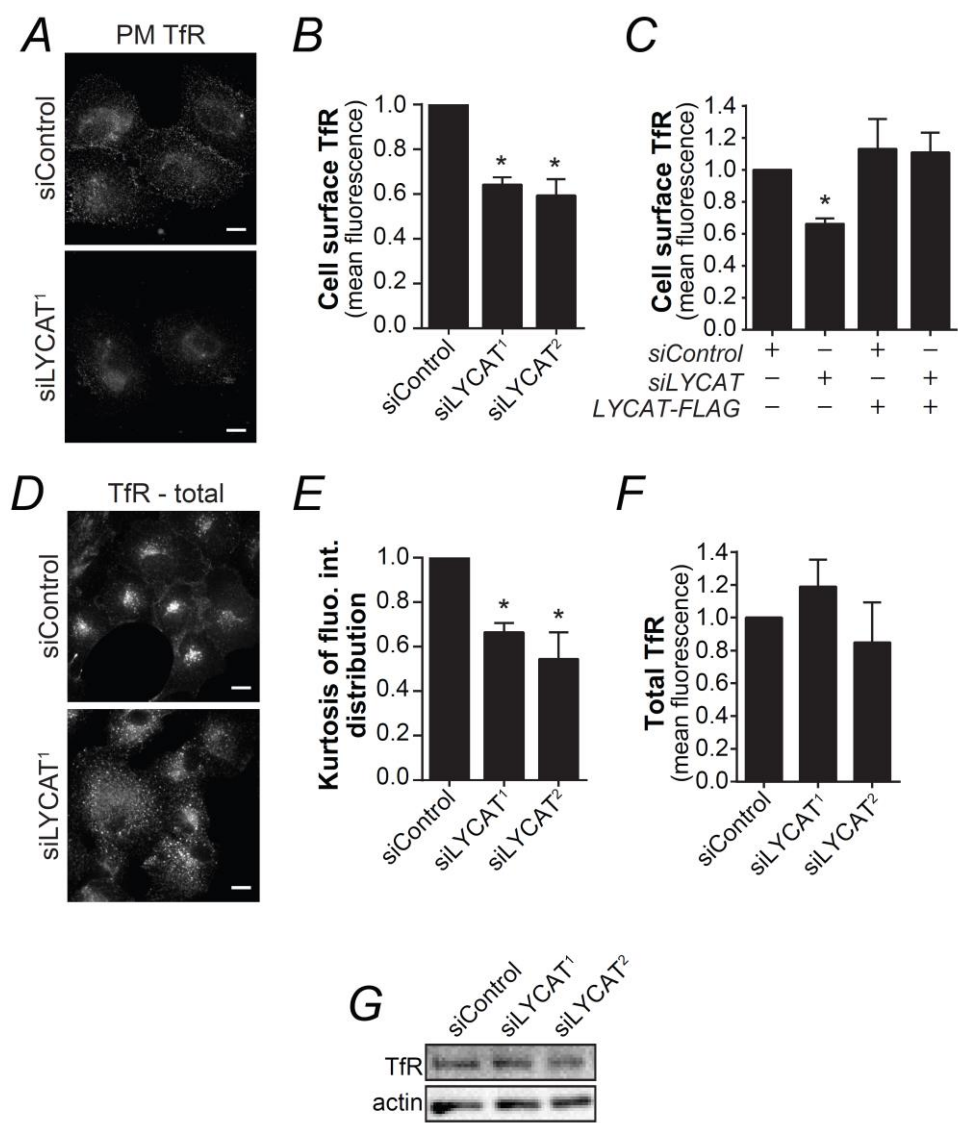 A
PM TfR
siControl
siLYCAT¹
B
Cell surface TfR
(mean fluorescence)
1.0
0.8
0.6
0.4
0.2
0.0
*
*
siControl
siLYCAT¹
siLYCAT²
C
Cell surface TfR
(mean fluorescence)
1.4
1.2
1.0
0.8
0.6
0.4
0.2
0.0
*
siControl + – + –
siLYCAT – + – +
LYCAT-FLAG – – + +
D
TfR - total
siControl
siLYCAT¹
E
Kurtosis of fluo. int.
distribution
1.0
0.8
0.6
0.4
0.2
0.0
*
*
siControl
siLYCAT¹
siLYCAT²
F
Total TfR
(mean fluorescence)
1.4
1.2
1.0
0.8
0.6
0.4
0.2
0.0
siControl
siLYCAT¹
siLYCAT²
G
siControl
siLYCAT¹
siLYCAT²
TfR
actin